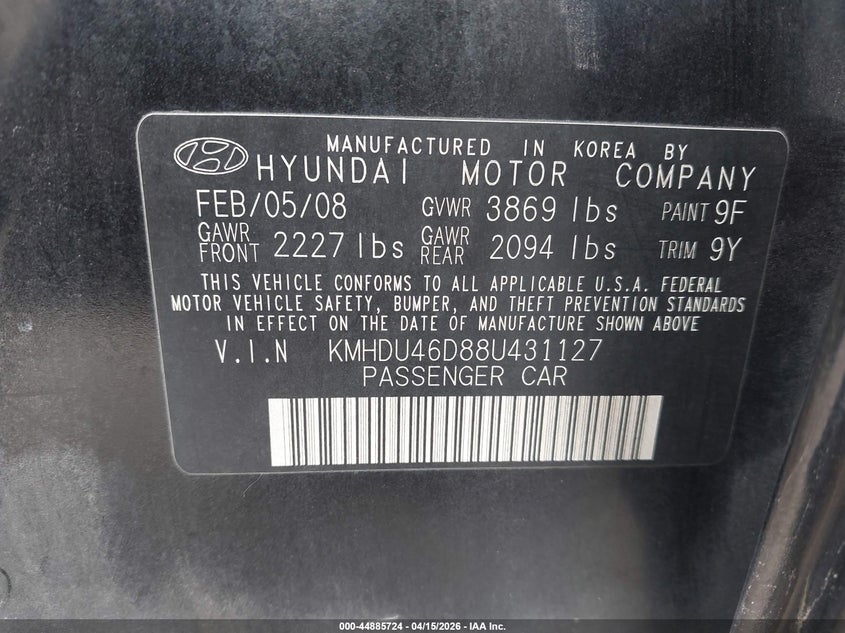 MANUFACTURED IN KOREA BY
HYUNDAI MOTOR COMPANY
FEB/05/08 GVWR 3869 lbs PAINT 9F
GAWR FRONT 2227 lbs GAWR REAR 2094 lbs TRIM 9Y
THIS VEHICLE CONFORMS TO ALL APPLICABLE U.S.A. FEDERAL
MOTOR VEHICLE SAFETY, BUMPER, AND THEFT PREVENTION STANDARDS
IN EFFECT ON THE DATE OF MANUFACTURE SHOWN ABOVE
V.I.N KMHDU46D88U431127
PASSENGER CAR
000-44885724 - 04/15/2026 - IAA Inc.